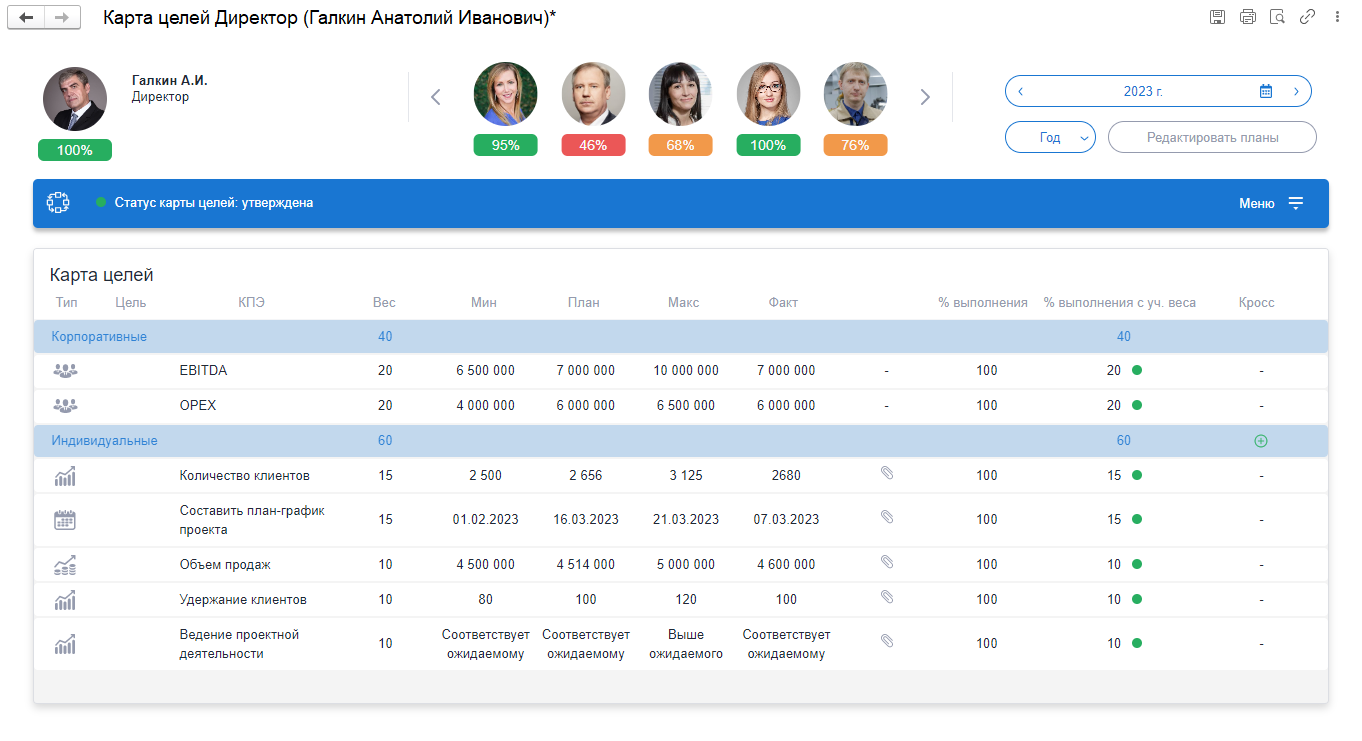 Карта целей Директор (Галкин Анатолий Иванович)*
Галкин А.И.
Директор
100%
95% 46% 68% 100% 76%
2023 г.
Год Редактировать планы
Статус карты целей: утверждена Меню
Карта целей
Тип Цель КПЭ Вес Мин План Макс Факт % выполнения % выполнения с уч. веса Кросс
Корпоративные 40 40
EBITDA 20 6 500 000 7 000 000 10 000 000 7 000 000 - 100 20 -
OPEX 20 4 000 000 6 000 000 6 500 000 6 000 000 - 100 20 -
Индивидуальные 60 60
Количество клиентов 15 2 500 2 656 3 125 2680 100 15 -
Составить план-график
проекта 15 01.02.2023 16.03.2023 21.03.2023 07.03.2023 100 15 -
Объем продаж 10 4 500 000 4 514 000 5 000 000 4 600 000 100 10 -
Удержание клиентов 10 80 100 120 100 100 10 -
Ведение проектной Соответствует Соответствует Выше Соответствует
деятельности 10 ожидаемому ожидаемому ожидаемого ожидаемому 100 10 -